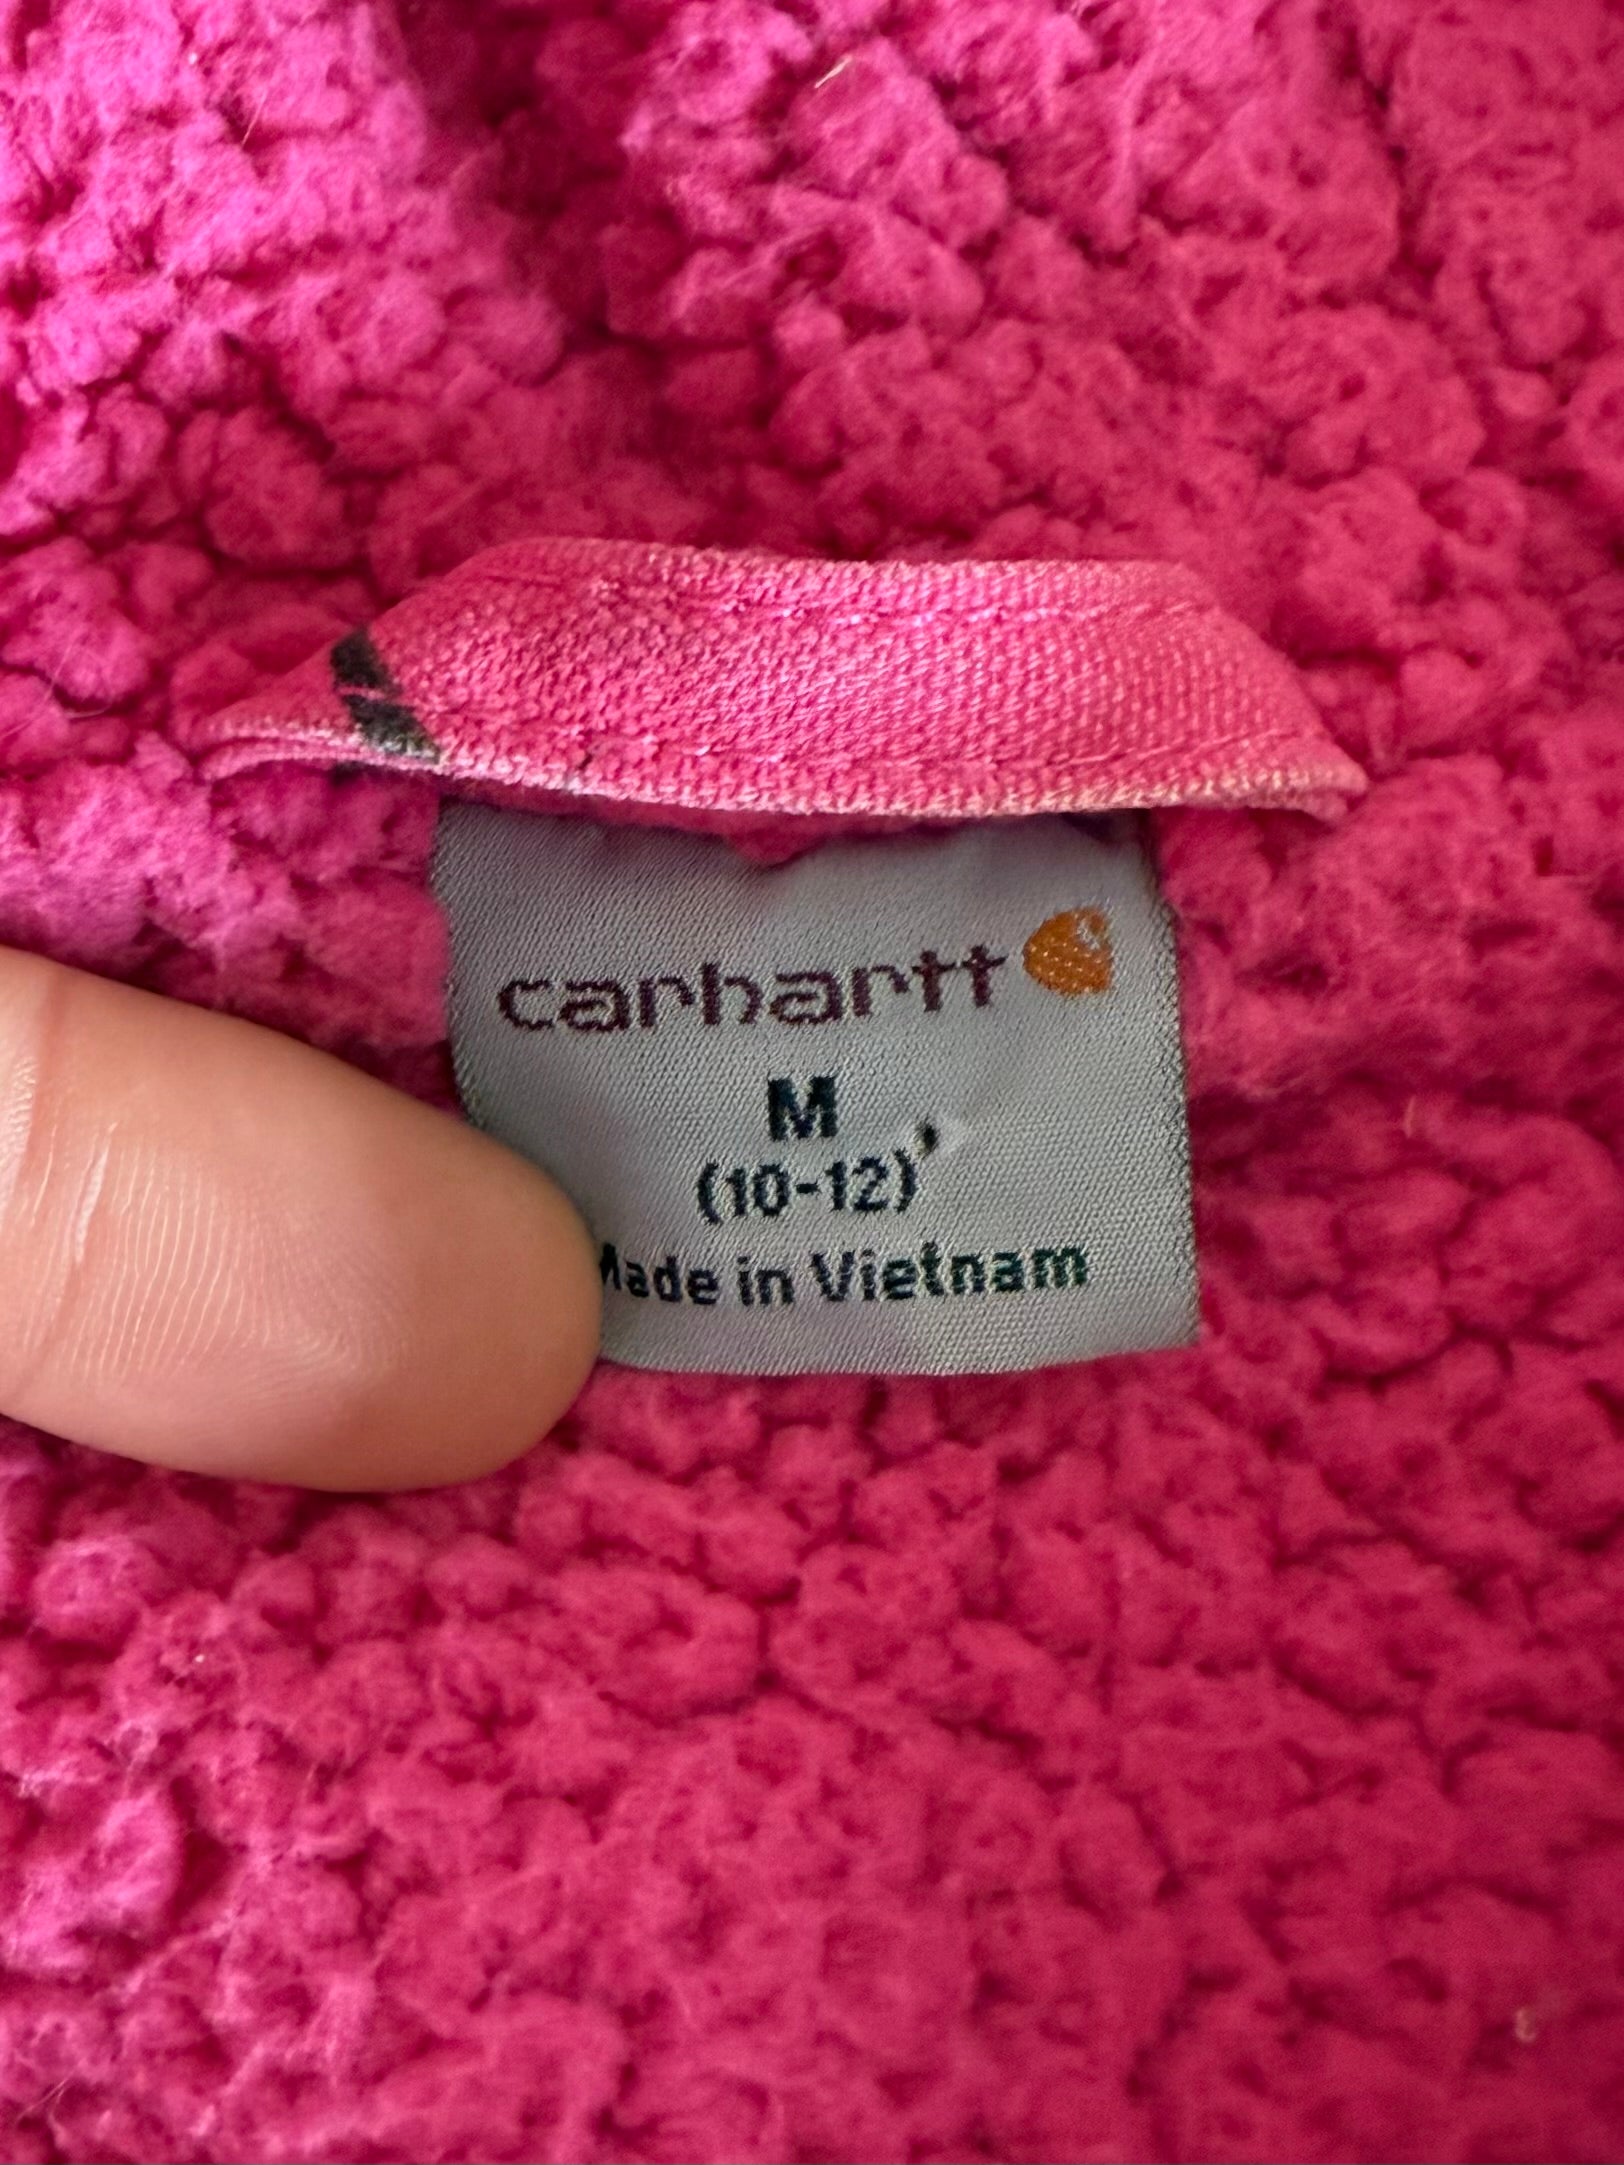 carhartt
M
(10-12)
Made in Vietnam